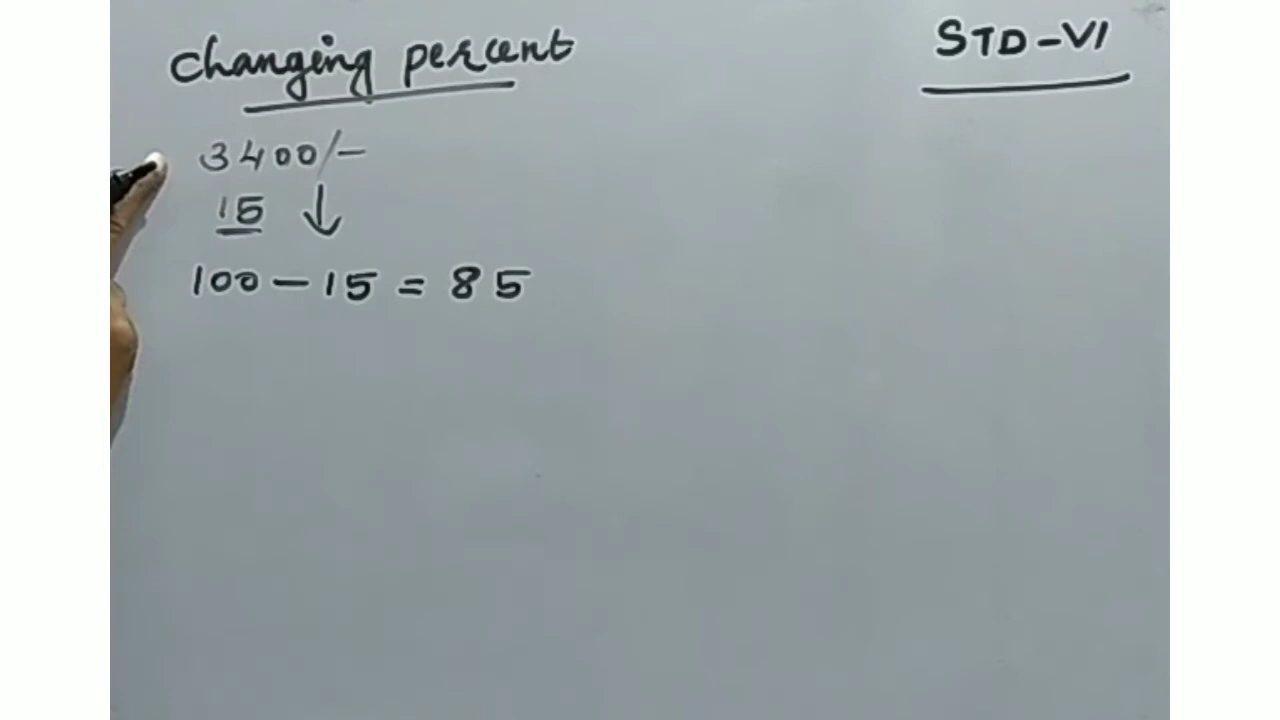 changing percent
STD-VI
3400/-
15 ↓
100-15=85